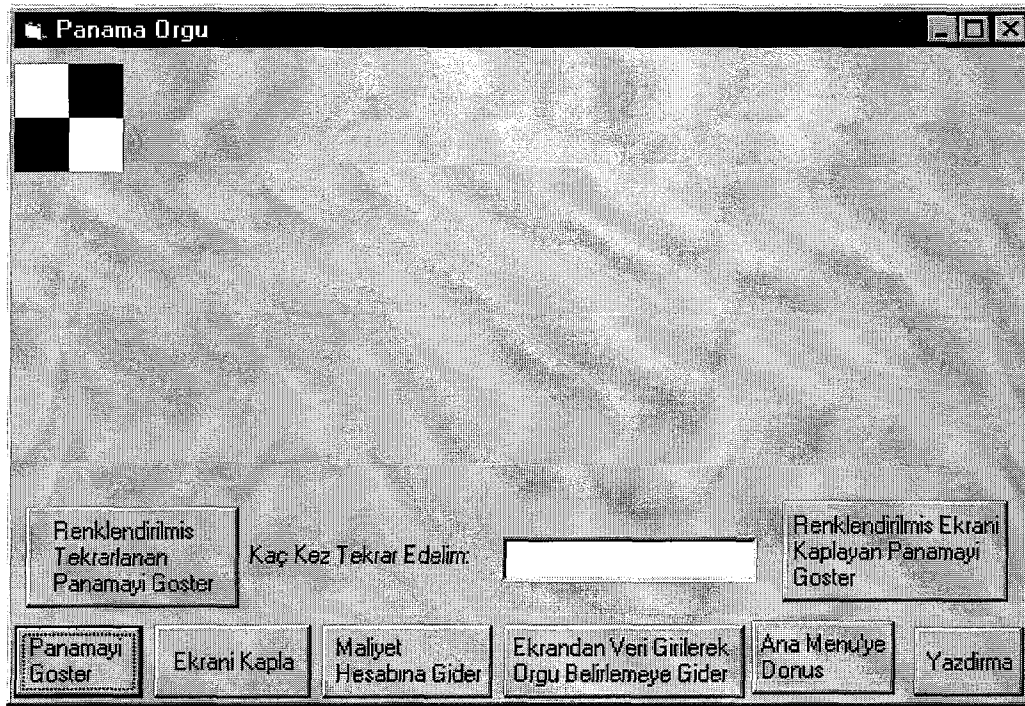 Panama Orgu
Renklendirilmis
Tekrarlanan
Panamayi Goster
Kaç Kez Tekrar Edelim:
Renklendirilmis Ekrani
Kaplayan Panamayi
Goster
Panamayi
Goster
Ekrani Kapla
Maliyet
Hesabına Gider
Ekrandan Veri Girilerek
Orgu Belirlemeye Gider
Ana Menu'ye
Donus
Yazdirma